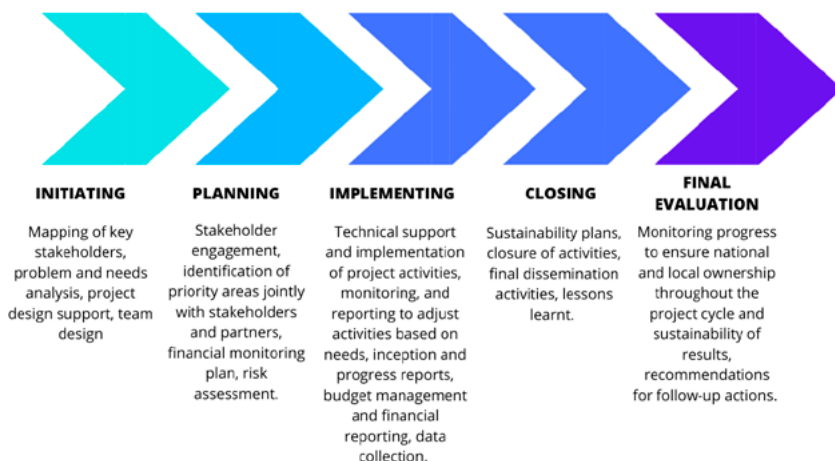 INITIATING
Mapping of key
stakeholders,
problem and needs
analysis, project
design support, team
design
PLANNING
Stakeholder
engagement,
identification of
priority areas jointly
with stakeholders
and partners,
financial monitoring
plan, risk
assessment.
IMPLEMENTING
Technical support
and implementation
of project activities,
monitoring, and
reporting to adjust
activities based on
needs, inception and
progress reports,
budget management
and financial
reporting, data
collection.
CLOSING
Sustainability plans,
closure of activities,
final dissemination
activities, lessons
learnt.
FINAL
EVALUATION
Monitoring progress
to ensure national
and local ownership
throughout the
project cycle and
sustainability of
results,
recommendations
for follow-up actions.